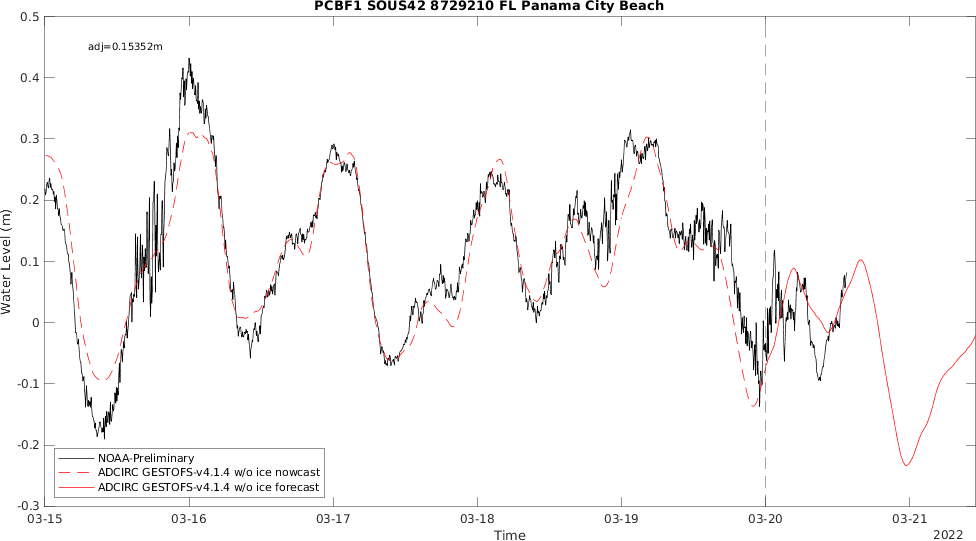 PCBF1 SOUS42 8729210 FL Panama City Beach
0.5
adj=0.15352m
0.4
0.3
0.2
0.1
0
-0.1
-0.2
-0.3
Water Level (m)
NOAA-Preliminary
ADCIRC GESTOFS-v4.1.4 w/o ice nowcast
ADCIRC GESTOFS-v4.1.4 w/o ice forecast
03-15 03-16 03-17 03-18 03-19 03-20 03-21
Time
2022